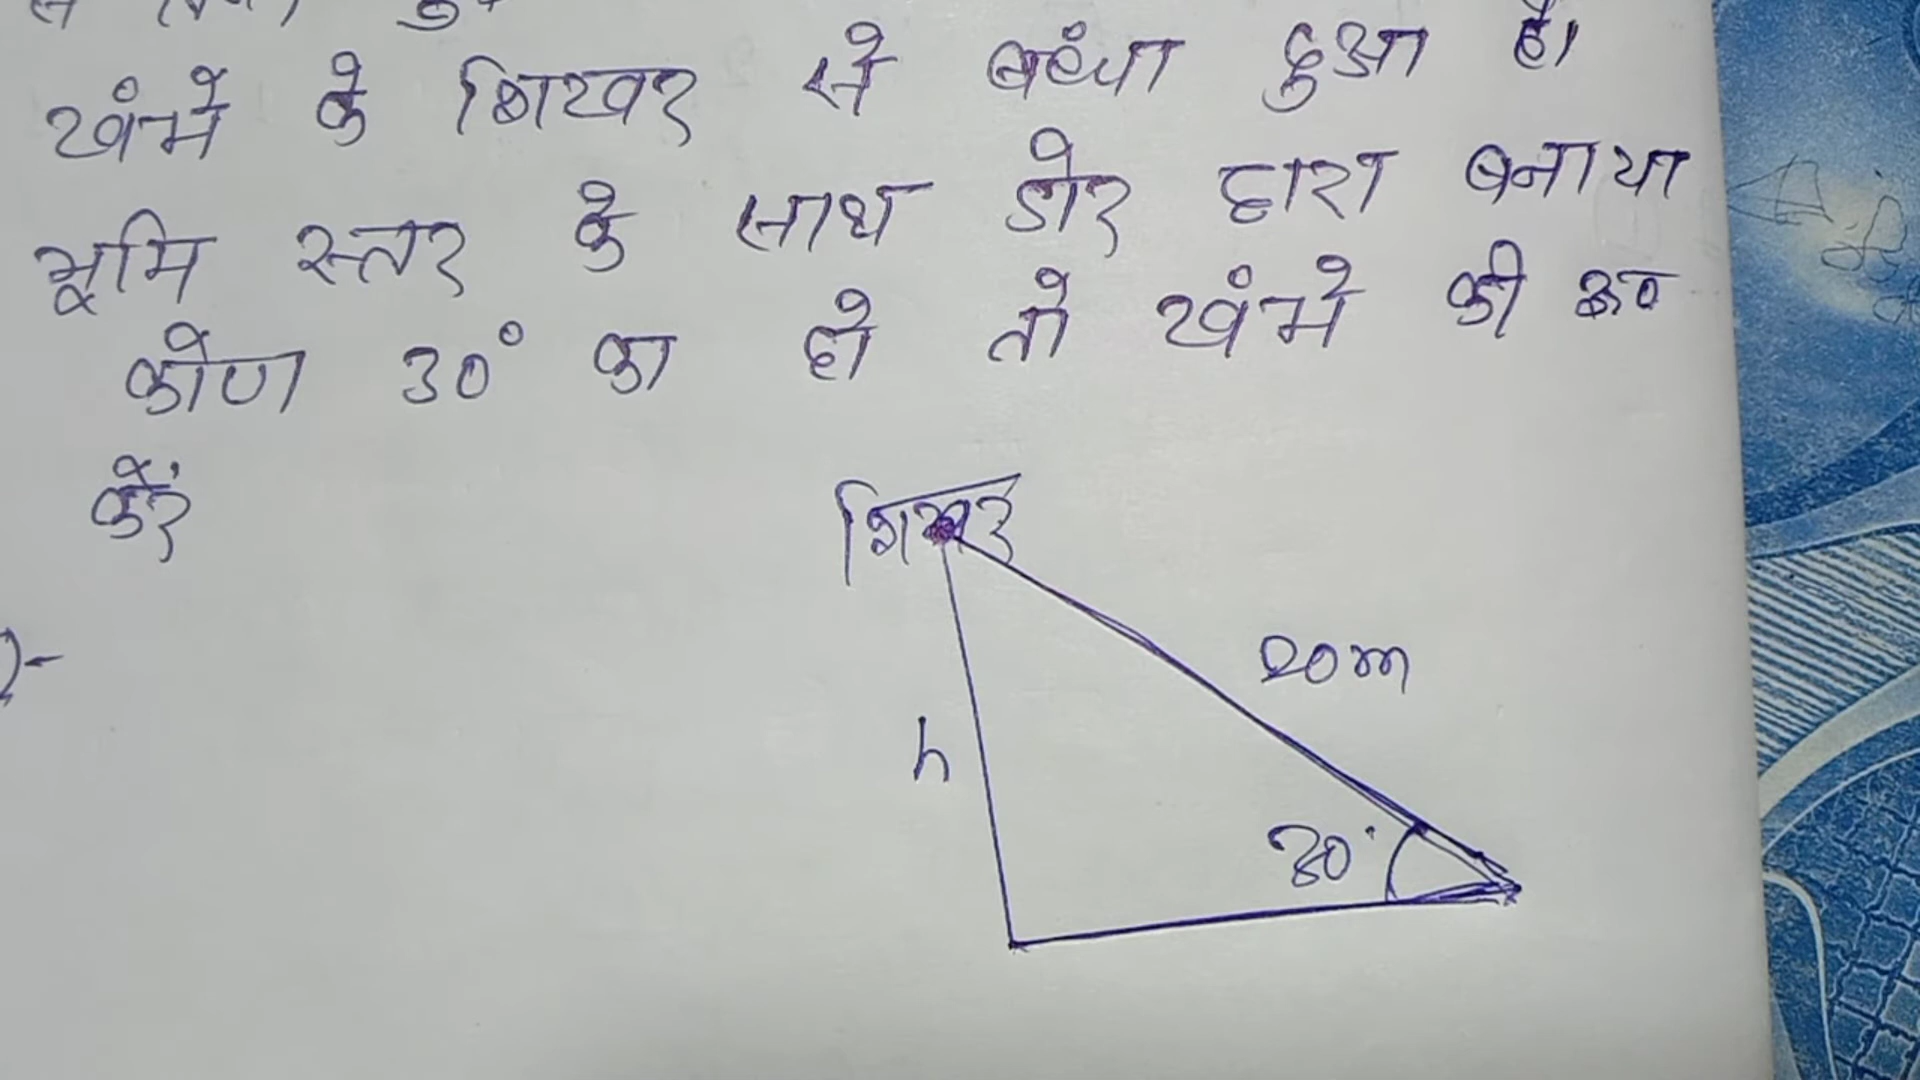 खंभे के शिखर से बंधा हुआ है।
भूमि स्तर के साथ डोर द्वारा बनाया
कोण 30° का हो तो खंभे की
करें
शिखर
20m
h
30°